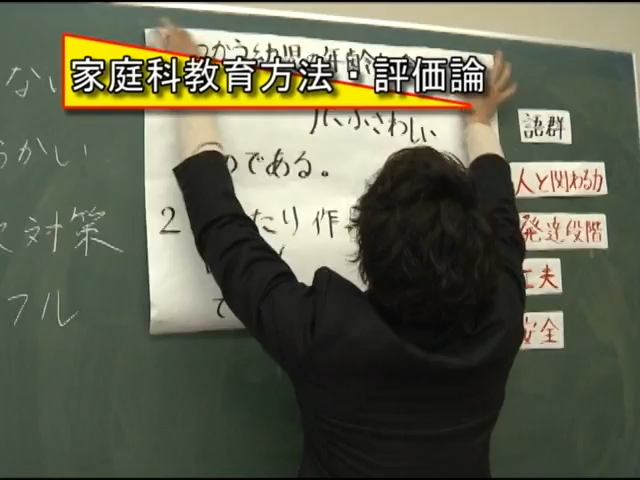 家庭科教育方法・評価論
つかう幼児の年齢
にふさわしい
のである。
2 たり 作
で
ない
らかい
対策
フル
語群
人と関わる力
発達段階
工夫
安全